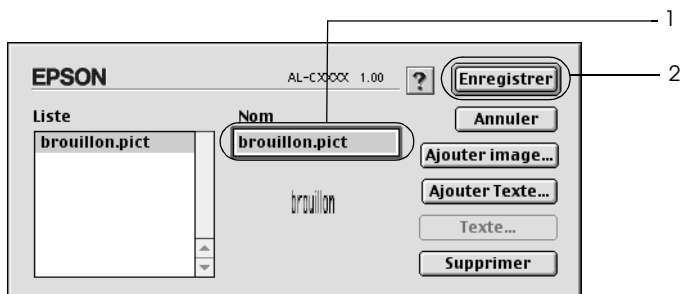 1
EPSON AL-CXXXX 1.00 ? Enregistrer 2
Liste Nom Annuler
brouillon.pict brouillon.pict
Ajouter image...
brouillon Ajouter Texte...
Texte...
Supprimer